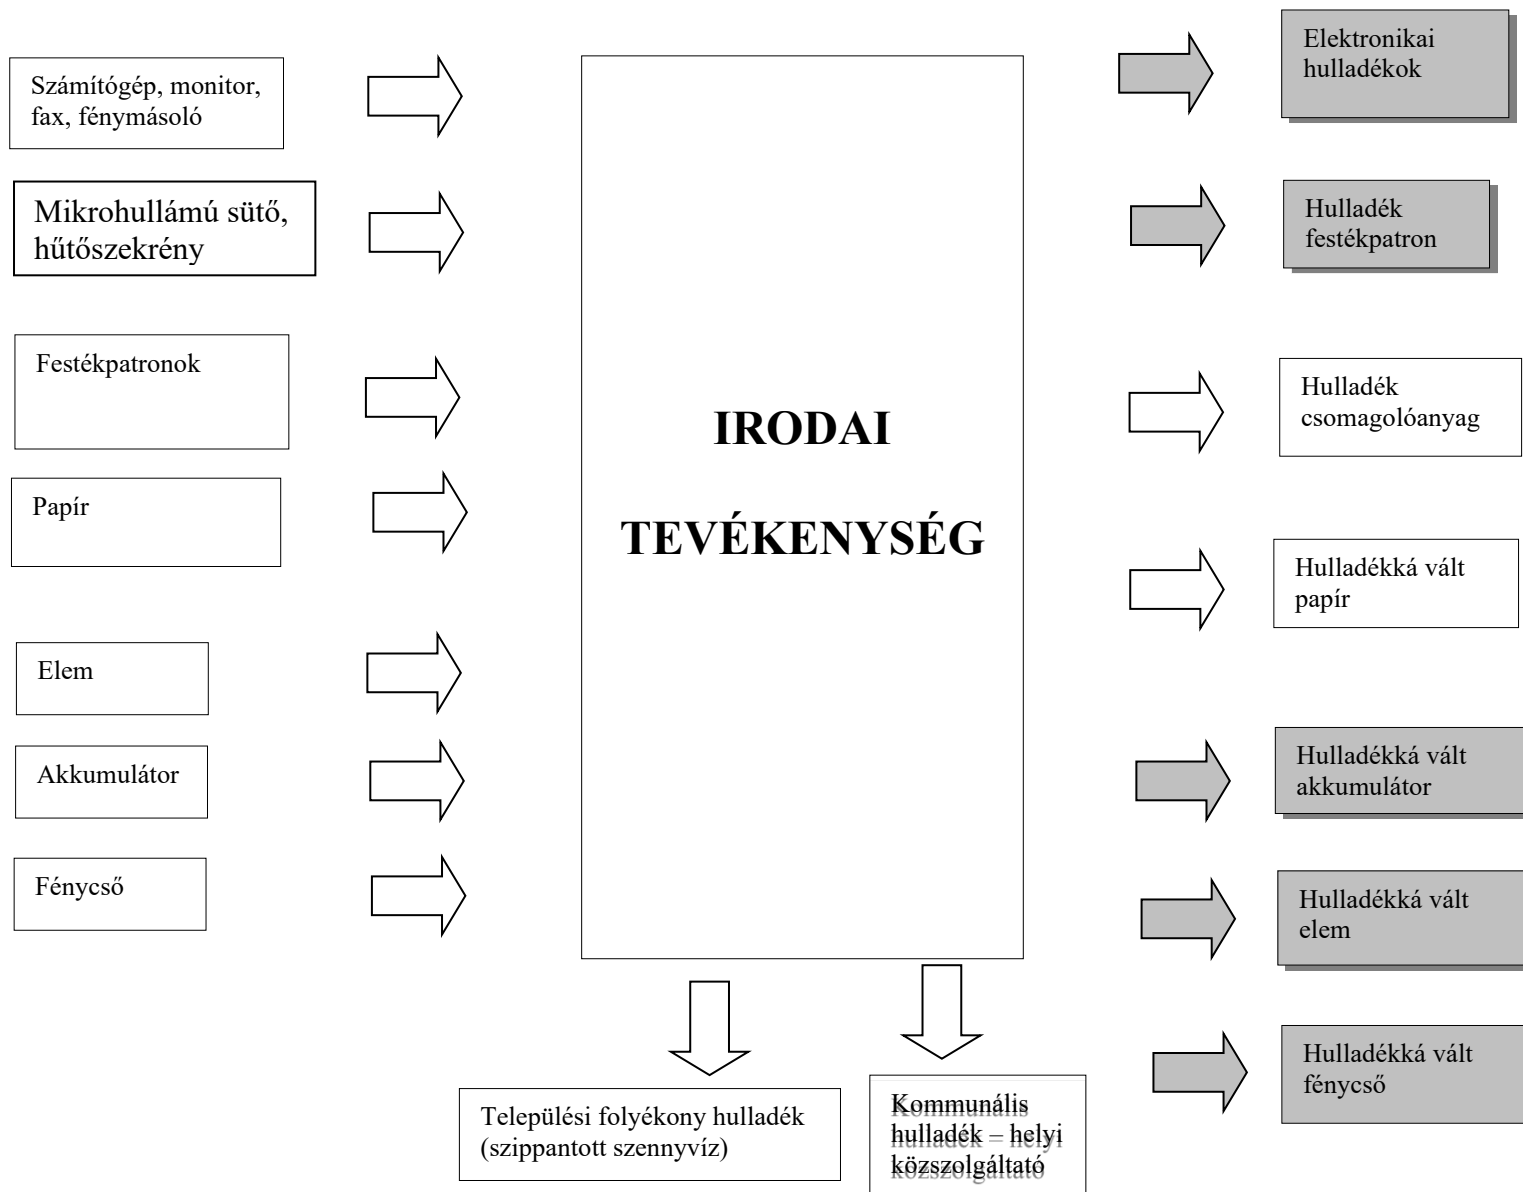 Számítógép, monitor,
fax, fénymásoló
Mikrohullámú sütő,
hűtőszekrény
Festékpatronok
Papír
Elem
Akkumulátor
Fénycső
IRODAI
TEVÉKENYSÉG
Elektronikai
hulladékok
Hulladék
festékpatron
Hulladék
csomagolóanyag
Hulladékká vált
papír
Hulladékká vált
akkumulátor
Hulladékká vált
elem
Hulladékká vált
fénycső
Települési folyékony hulladék
(szippantott szennyvíz)
Kommunális
hulladék – helyi
közszolgáltató